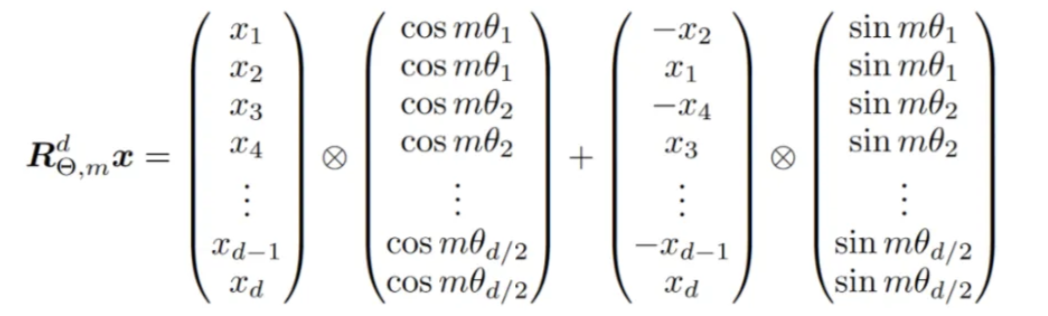 R^d_{Θ,m}x = (x_1 x_2 x_3 x_4 ⋮ x_{d−1} x_d) ⊗ (cos mθ_1 cos mθ_1 cos mθ_2 cos mθ_2 ⋮ cos mθ_{d/2} cos mθ_{d/2}) + (−x_2 x_1 −x_4 x_3 ⋮ −x_{d−1} x_d) ⊗ (sin mθ_1 sin mθ_1 sin mθ_2 sin mθ_2 ⋮ sin mθ_{d/2} sin mθ_{d/2})